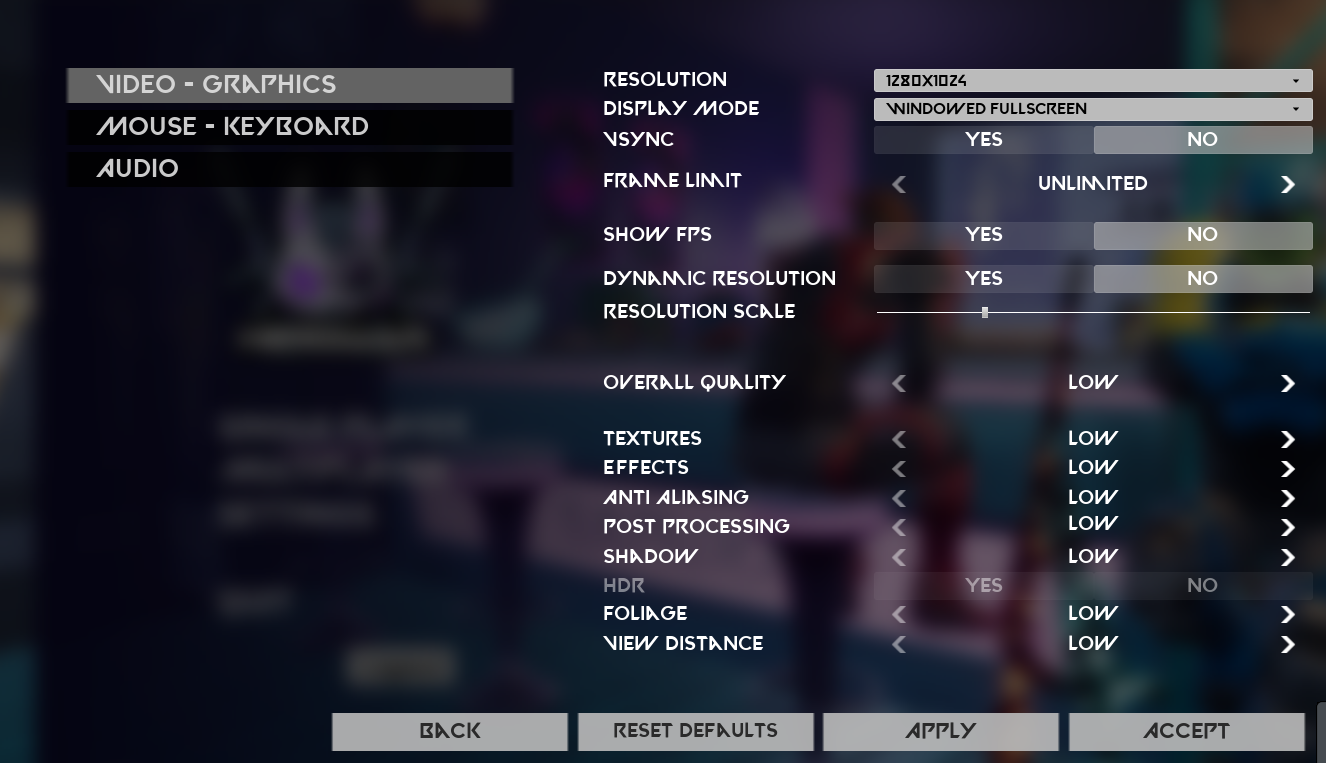 VIDEO - GRAPHICS
MOUSE - KEYBOARD
AUDIO
RESOLUTION 1280X1024
DISPLAY MODE WINDOWED FULLSCREEN
VSYNC YES NO
FRAME LIMIT UNLIMITED
SHOW FPS YES NO
DYNAMIC RESOLUTION YES NO
RESOLUTION SCALE
OVERALL QUALITY LOW
TEXTURES LOW
EFFECTS LOW
ANTI ALIASING LOW
POST PROCESSING LOW
SHADOW LOW
HDR YES NO
FOLIAGE LOW
VIEW DISTANCE LOW
BACK RESET DEFAULTS APPLY ACCEPT